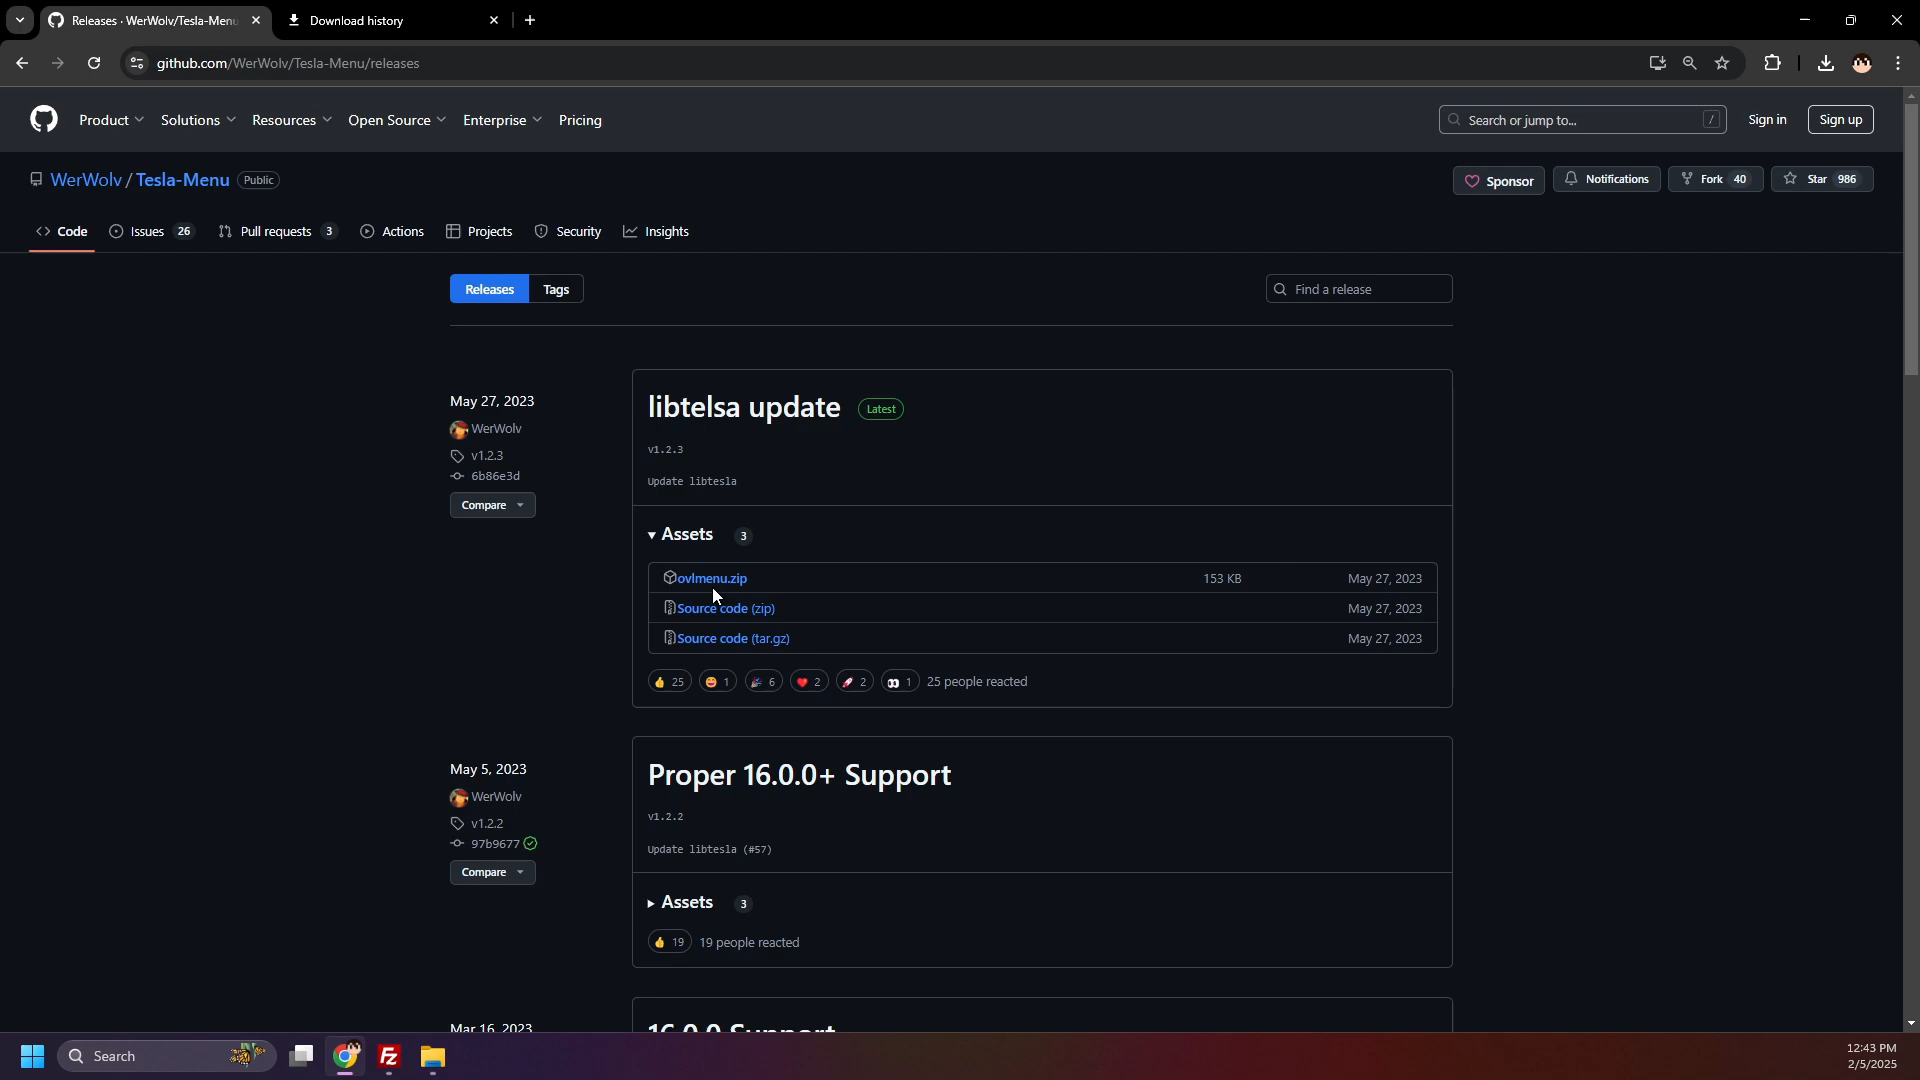 Releases · WerWolv/Tesla-Menu
Download history
github.com/WerWolv/Tesla-Menu/releases
Product
Solutions
Resources
Open Source
Enterprise
Pricing
Search or jump to...
/
Sign in
Sign up
WerWolv / Tesla-Menu Public
Sponsor
Notifications
Fork 40
Star 986
Code
Issues 26
Pull requests 3
Actions
Projects
Security
Insights
Releases
Tags
Find a release
May 27, 2023
WerWolv
v1.2.3
6b86e3d
Compare
libtelsa update Latest
v1.2.3
Update libtesla
Assets 3
ovlmenu.zip 153 KB May 27, 2023
Source code (zip) May 27, 2023
Source code (tar.gz) May 27, 2023
25 1 6 2 2 1 25 people reacted
May 5, 2023
WerWolv
v1.2.2
97b9677
Compare
Proper 16.0.0+ Support
v1.2.2
Update libtesla (#57)
Assets 3
19 19 people reacted
Mar 16, 2023
16.0.0 Support
Search
Fz
12:43 PM
2/5/2025